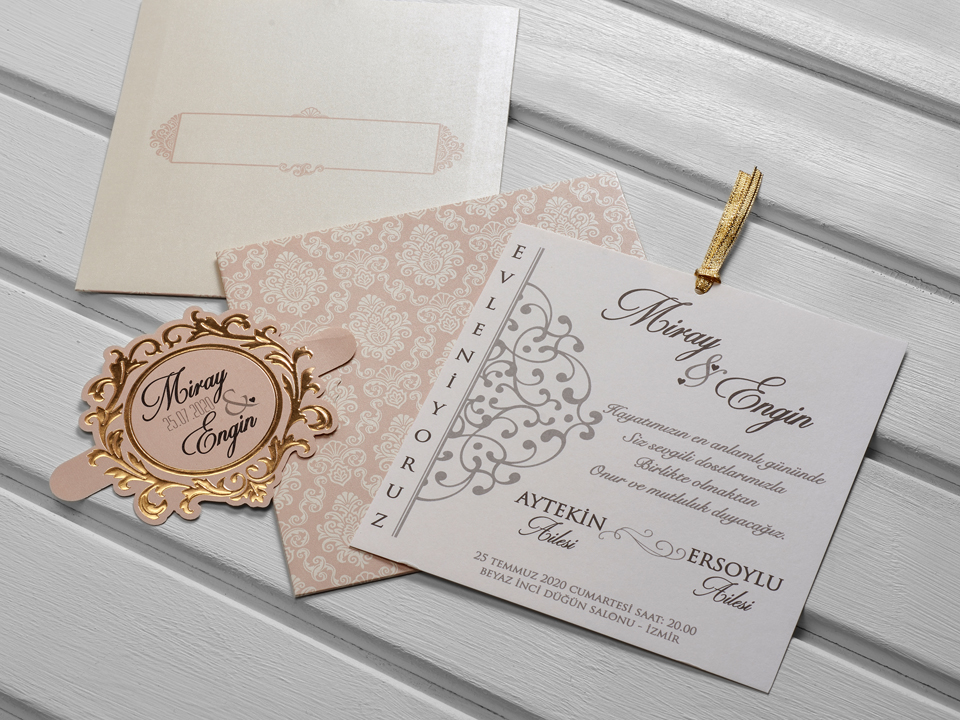 Miray
25.07.2020 &
Engin
EVLENİYORUZ
Miray
&
Engin
Hayatımızın en anlamlı gününde
Siz sevgili dostlarımızla
Birlikte olmaktan
Onur ve mutluluk duyacağız.
AYTEKİN
Ailesi
ERSOYLU
Ailesi
25 TEMMUZ 2020 CUMARTESİ SAAT: 20.00
BEYAZ İNCİ DÜĞÜN SALONU - İZMİR